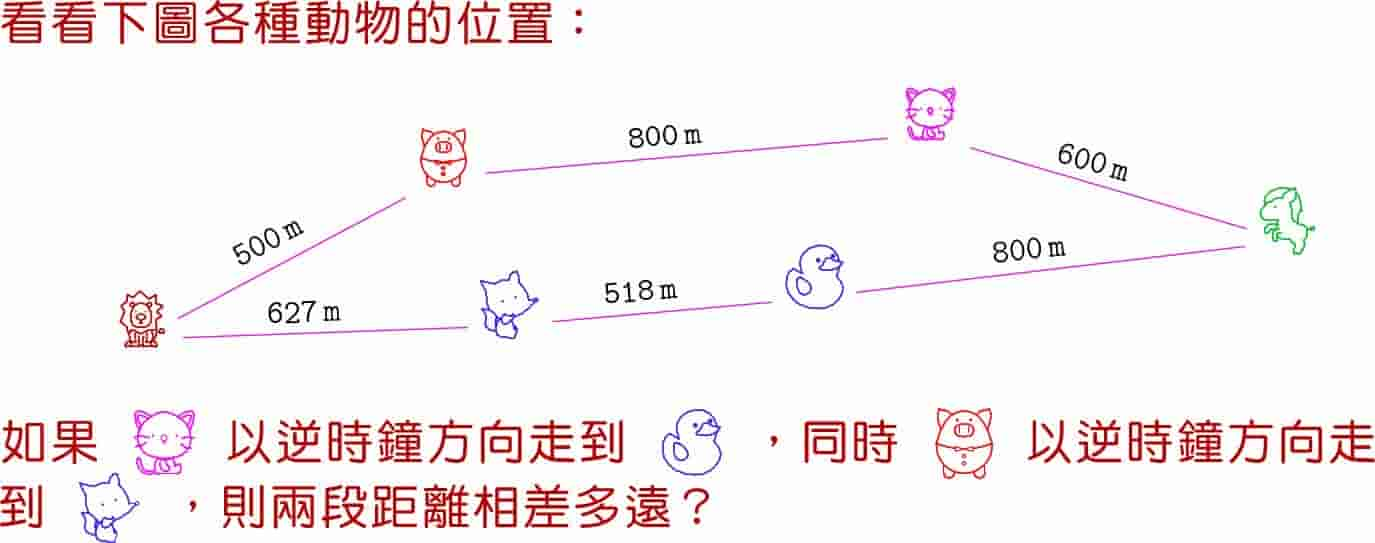 看看下圖各種動物的位置：
800 m
600 m
500 m
800 m
518 m
627 m
如果 以逆時鐘方向走到 ，同時 以逆時鐘方向走
到 ，則兩段距離相差多遠？